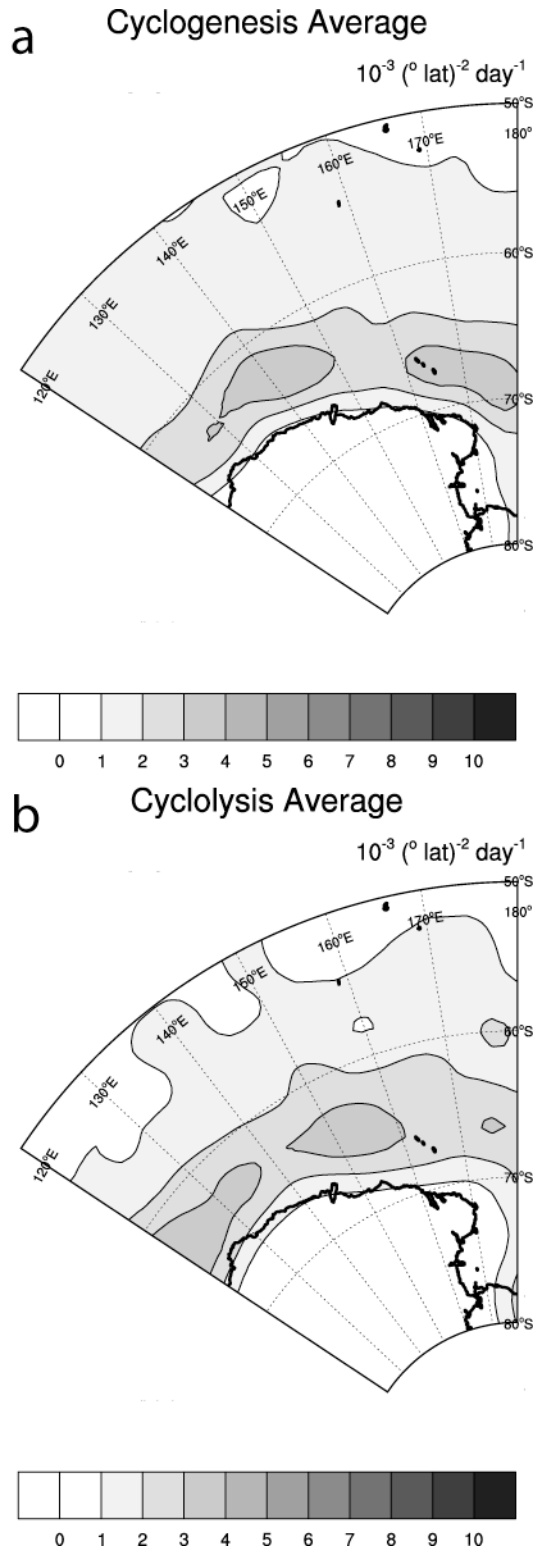 a
Cyclogenesis Average
10⁻³ (° lat)⁻² day⁻¹
50°S
180°
170°E
160°E
150°E
140°E
130°E
120°E
60°S
70°S
80°S
0 1 2 3 4 5 6 7 8 9 10
b
Cyclolysis Average
10⁻³ (° lat)⁻² day⁻¹
50°S
180°
170°E
160°E
150°E
140°E
130°E
120°E
60°S
70°S
80°S
0 1 2 3 4 5 6 7 8 9 10